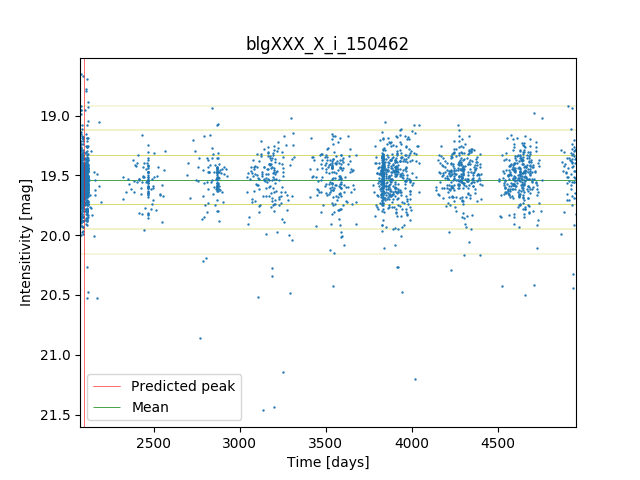 blgXXX_X_i_150462
19.0
19.5
20.0
20.5
21.0
21.5
Intensitivity [mag]
Predicted peak
Mean
2500 3000 3500 4000 4500
Time [days]